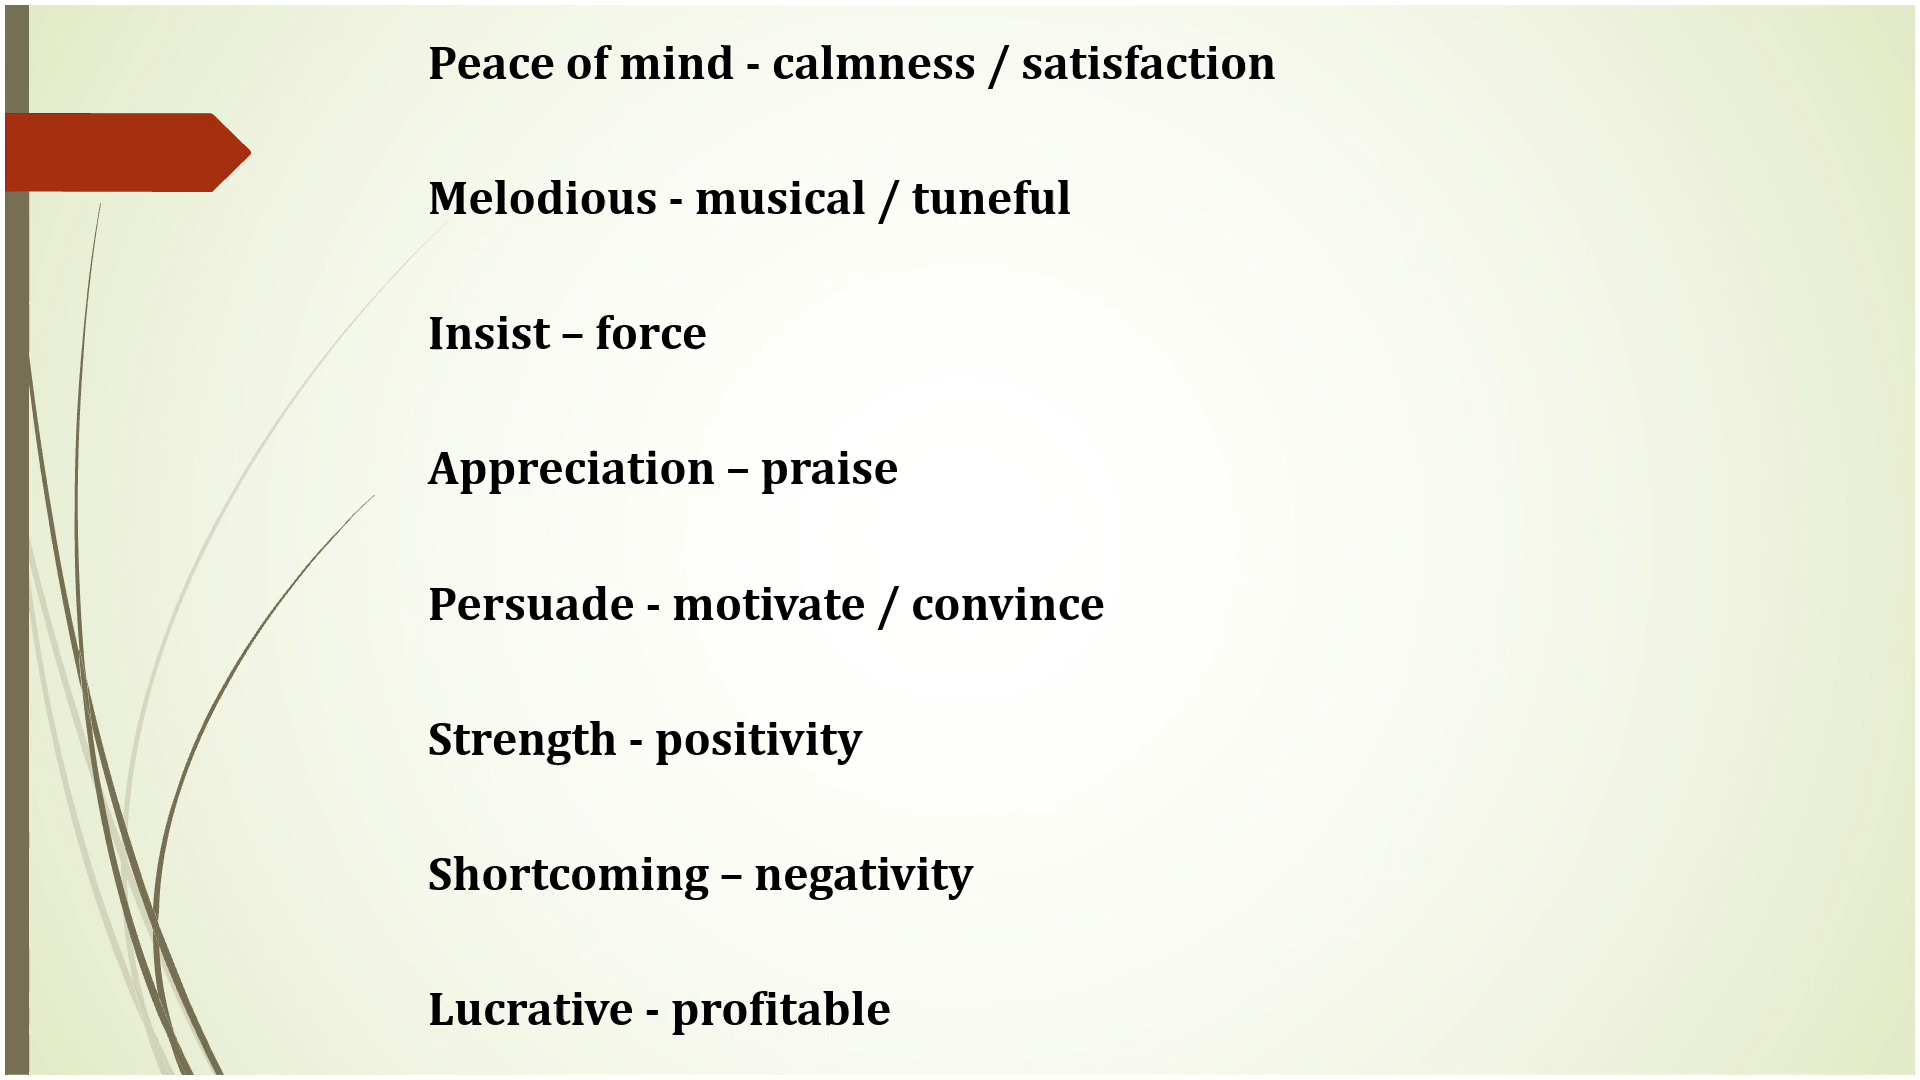 Peace of mind - calmness / satisfaction
Melodious - musical / tuneful
Insist – force
Appreciation – praise
Persuade - motivate / convince
Strength - positivity
Shortcoming – negativity
Lucrative - profitable